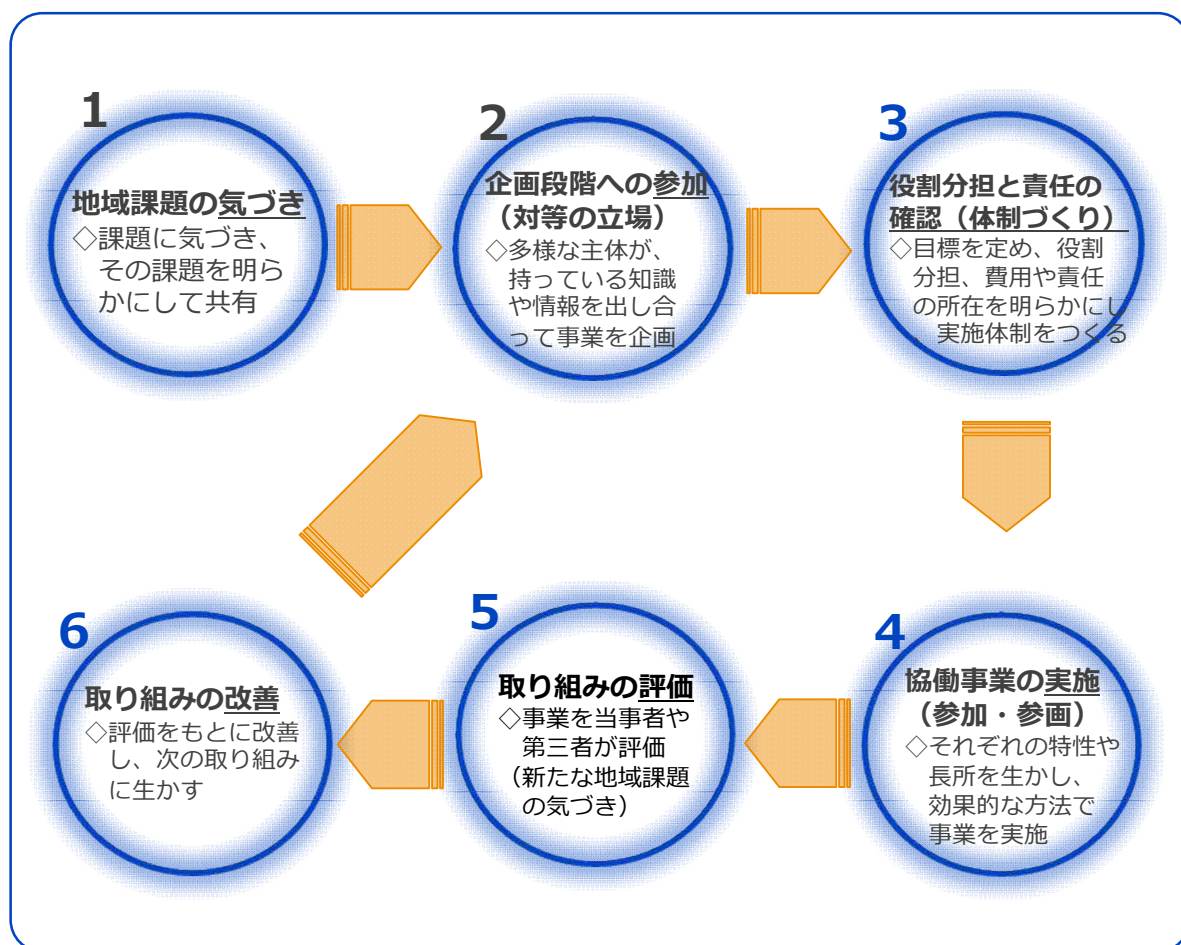 1
地域課題の気づき
◇課題に気づき、
その課題を明ら
かにして共有
2
企画段階への参加
（対等の立場）
◇多様な主体が、
持っている知識
や情報を出し合
って事業を企画
3
役割分担と責任の
確認（体制づくり）
◇目標を定め、役割
分担、費用や責任
の所在を明らかにし
、実施体制をつくる
4
協働事業の実施
（参加・参画）
◇それぞれの特性や
長所を生かし、
効果的な方法で
事業を実施
5
取り組みの評価
◇事業を当事者や
第三者が評価
（新たな地域課題
の気づき）
6
取り組みの改善
◇評価をもとに改善
し、次の取り組み
に生かす